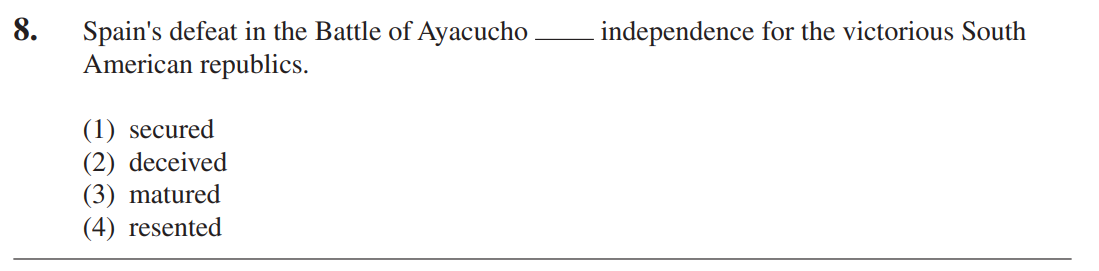 8. Spain's defeat in the Battle of Ayacucho ____ independence for the victorious South
American republics.
(1) secured
(2) deceived
(3) matured
(4) resented